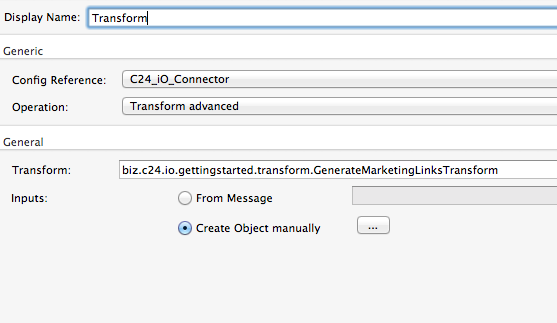 Display Name: Transform
Generic
Config Reference: C24_iO_Connector
Operation: Transform advanced
General
Transform: biz.c24.io.gettingstarted.transform.GenerateMarketingLinksTransform
Inputs: From Message
Create Object manually ...